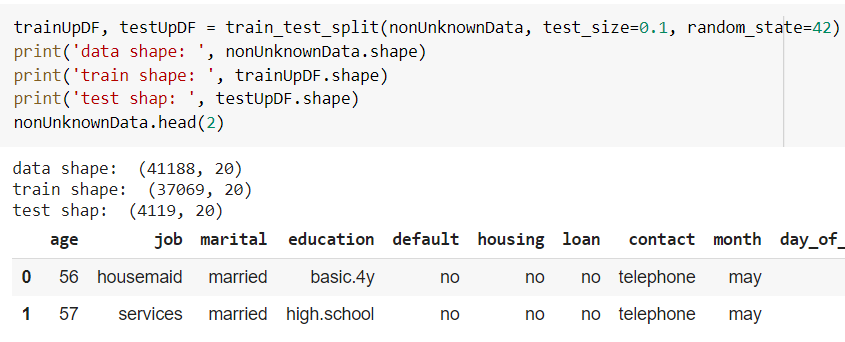 trainUpDF, testUpDF = train_test_split(nonUnknownData, test_size=0.1, random_state=42)
print('data shape: ', nonUnknownData.shape)
print('train shape: ', trainUpDF.shape)
print('test shap: ', testUpDF.shape)
nonUnknownData.head(2)
data shape:  (41188, 20)
train shape:  (37069, 20)
test shap:  (4119, 20)
age job marital education default housing loan contact month day_of_
0 56 housemaid married basic.4y no no no telephone may
1 57 services married high.school no no no telephone may